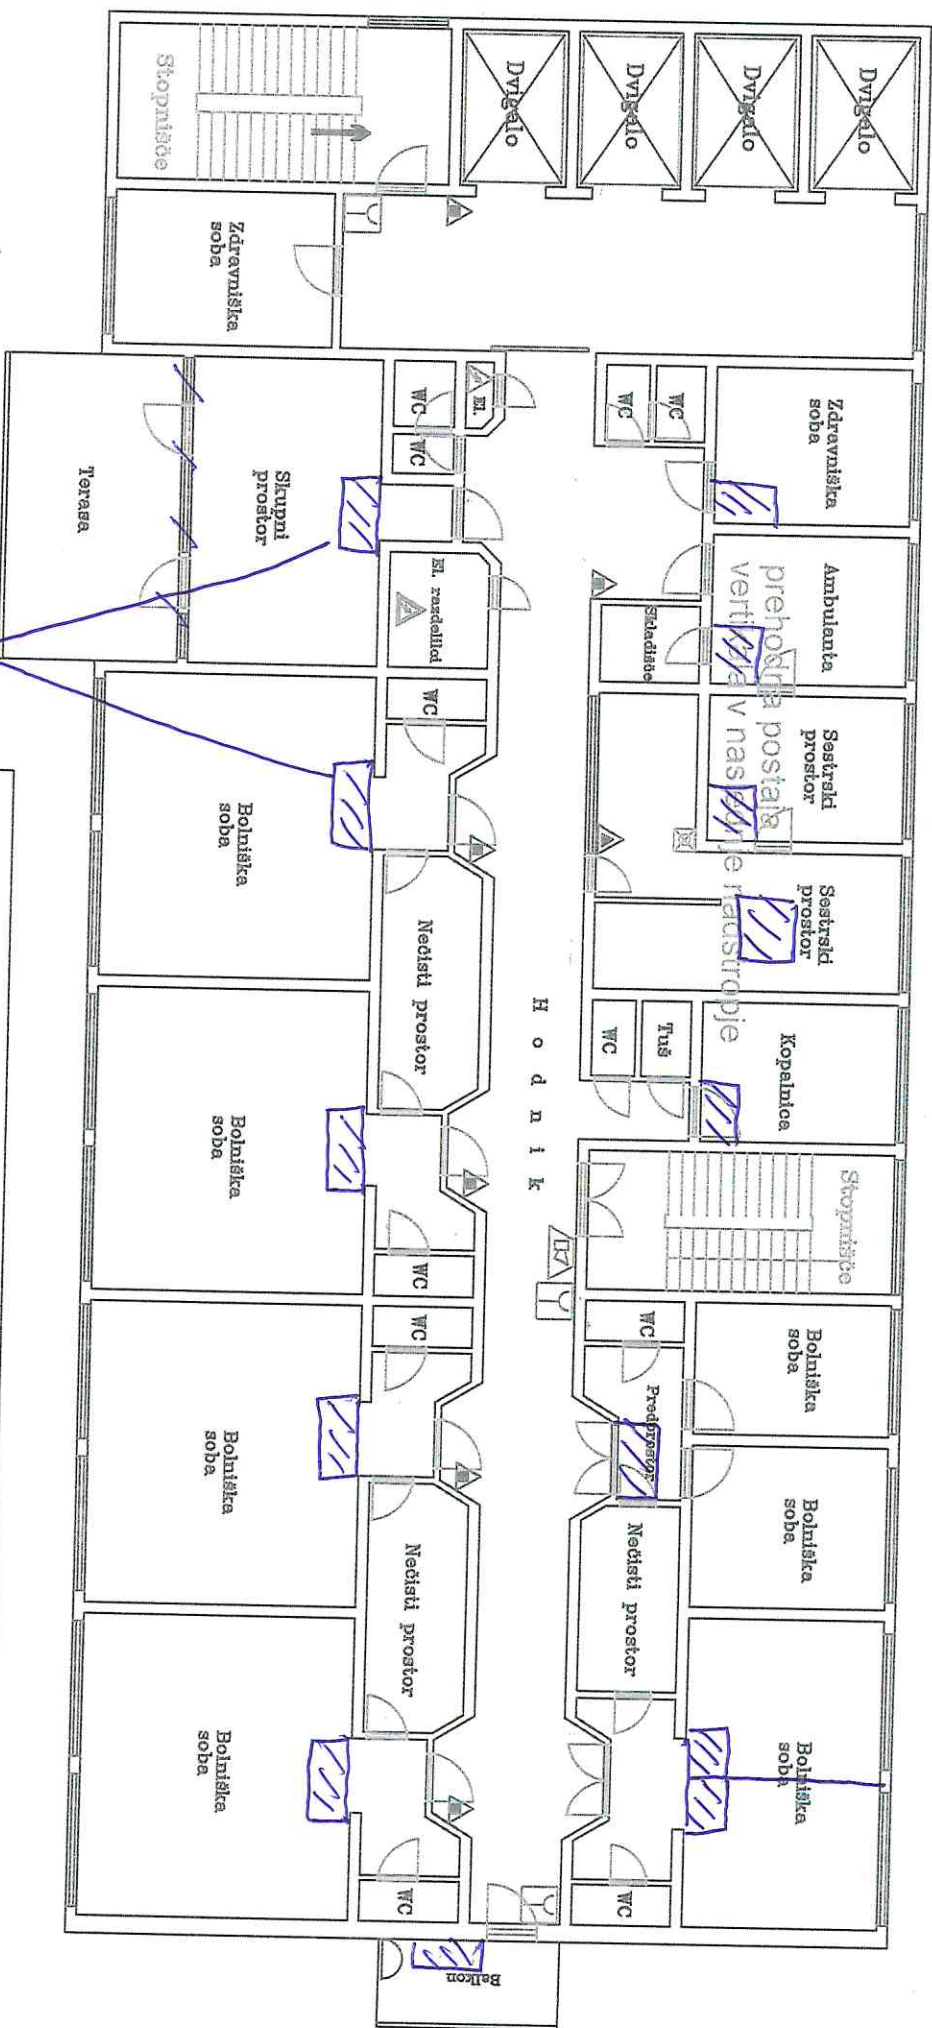 Stopnišče
Dvigalo
Dvigalo
Dvigalo
Dvigalo
Zdravniška
soba
Terasa
Skupni
prostor
WC
WC
El.
El. razdelilci
WC
WC
Zdravniška
soba
Ambulanta
Skladišče
prehodna postaja
vertikala v naslednje nadstropje
Sestrski
prostor
Sestrski
prostor
WC
Tuš
Kopalnica
Stopnišče
Hodnik
WC
Bolniška
soba
Nečisti prostor
Bolniška
soba
WC
WC
Bolniška
soba
Nečisti prostor
Bolniška
soba
WC
WC
Predprostor
Bolniška
soba
Bolniška
soba
Nečisti prostor
Bolniška
soba
WC
Balkon